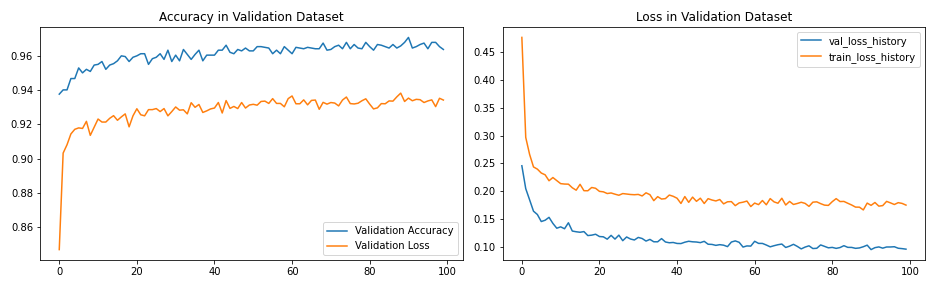 Accuracy in Validation Dataset
0.96
0.94
0.92
0.90
0.88
0.86
Validation Accuracy
Validation Loss
0 20 40 60 80 100
Loss in Validation Dataset
0.45
0.40
0.35
0.30
0.25
0.20
0.15
0.10
val_loss_history
train_loss_history
0 20 40 60 80 100